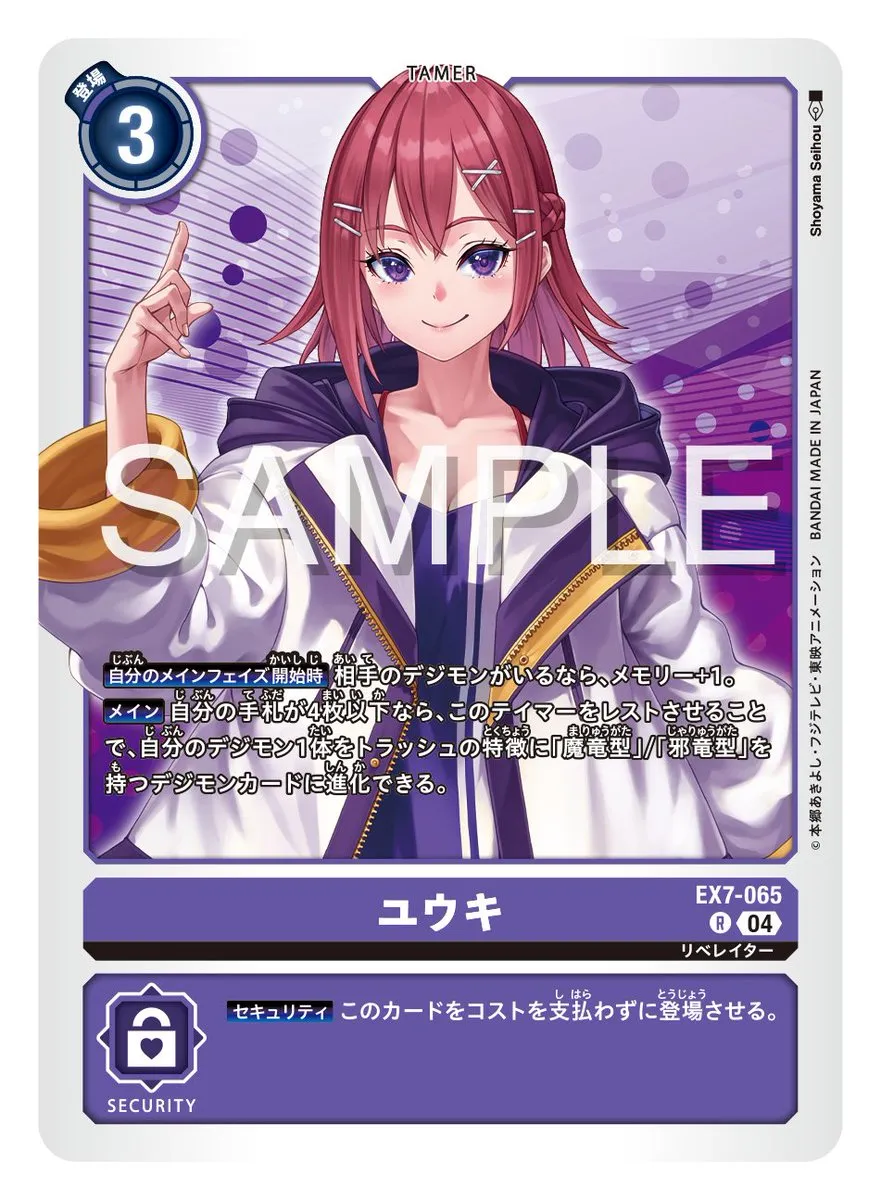 TAMER
登場
3
Shoyama Seihou
SAMPLE
自分のメインフェイズ開始時 相手のデジモンがいるなら、メモリー+1。
メイン 自分の手札が4枚以下なら、このテイマーをレストさせること
で、自分のデジモン1体をトラッシュの特徴に「魔竜型」/「邪竜型」を
持つデジモンカードに進化できる。
©本郷あきよし・フジテレビ・東映アニメーション BANDAI MADE IN JAPAN
ユウキ
EX7-065
R 04
リベレイター
セキュリティ このカードをコストを支払わずに登場させる。
SECURITY